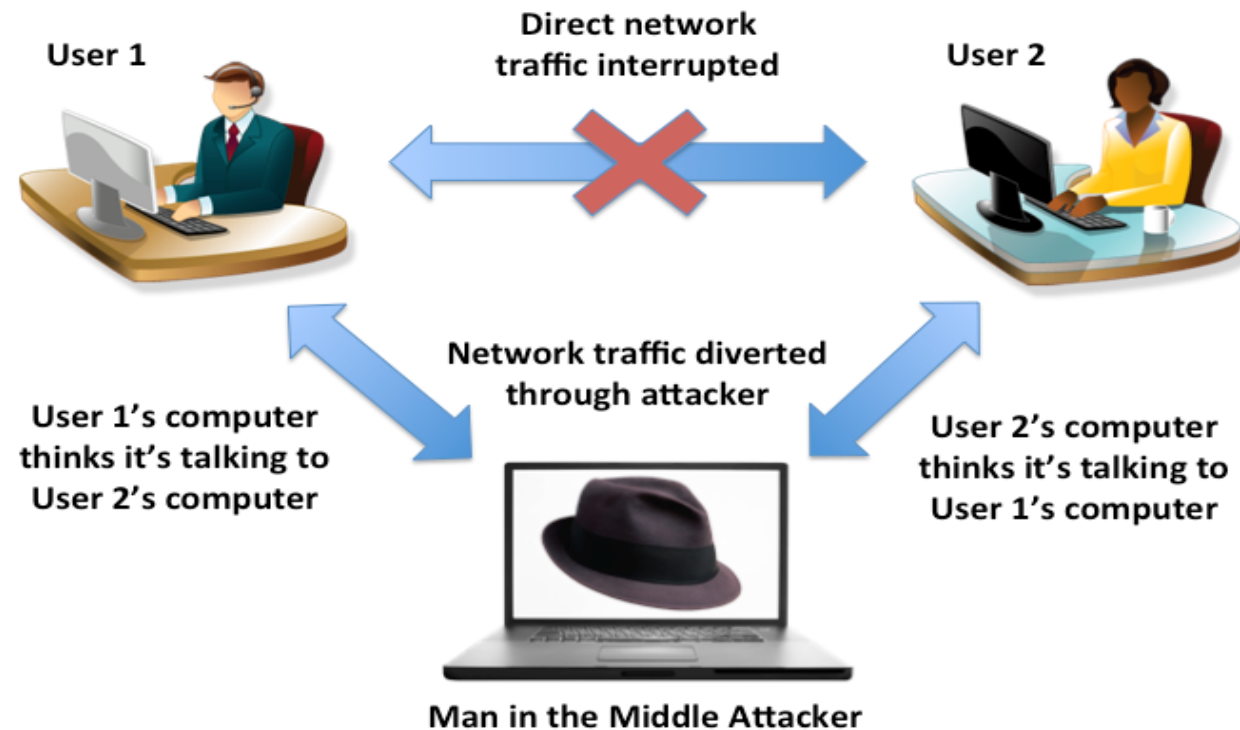 User 1
Direct network
traffic interrupted
User 2
Network traffic diverted
through attacker
User 1’s computer
thinks it’s talking to
User 2’s computer
User 2’s computer
thinks it’s talking to
User 1’s computer
Man in the Middle Attacker